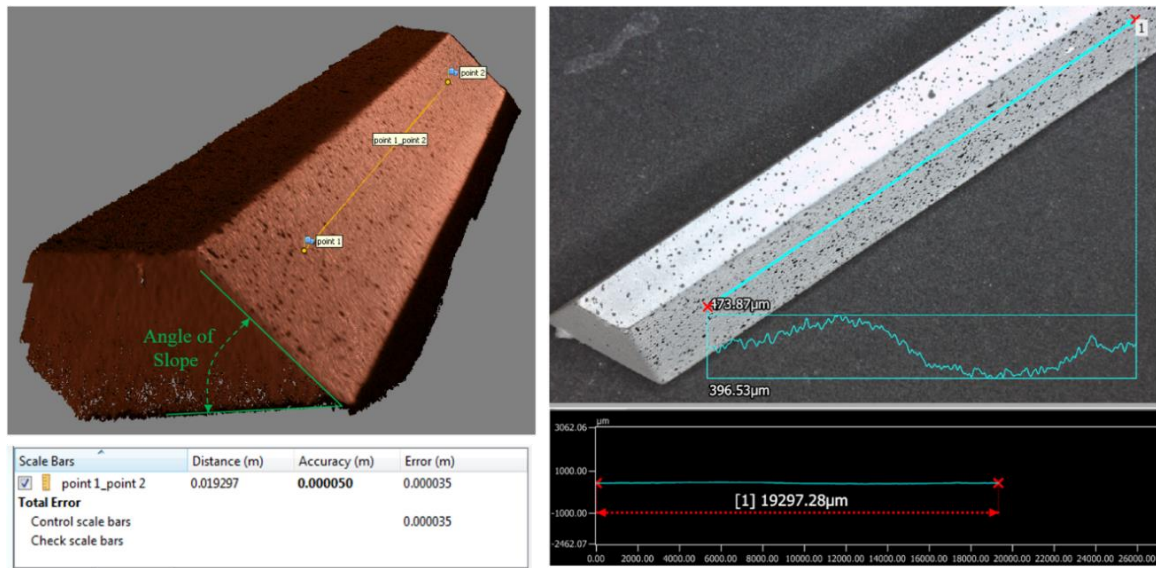 point 2
point 1_point 2
point 1
Angle of
Slope
Scale Bars Distance (m) Accuracy (m) Error (m)
point 1_point 2 0.019297 0.000050 0.000035
Total Error
Control scale bars 0.000035
Check scale bars
1
473.87µm
396.53µm
µm
3062.06
1000.00
-1000.00
-2462.07
[1] 19297.28µm
0.00 2000.00 4000.00 6000.00 8000.00 10000.00 12000.00 14000.00 16000.00 18000.00 20000.00 22000.00 24000.00 26000.00